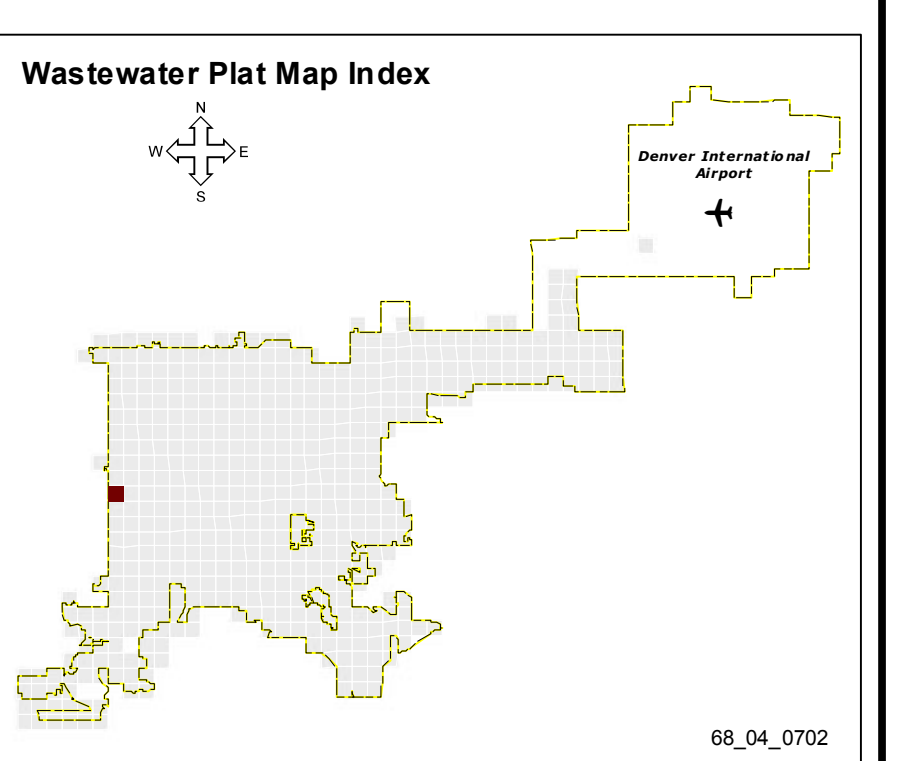 Wastewater Plat Map Index
N
W E
S
Denver International
Airport
68_04_0702